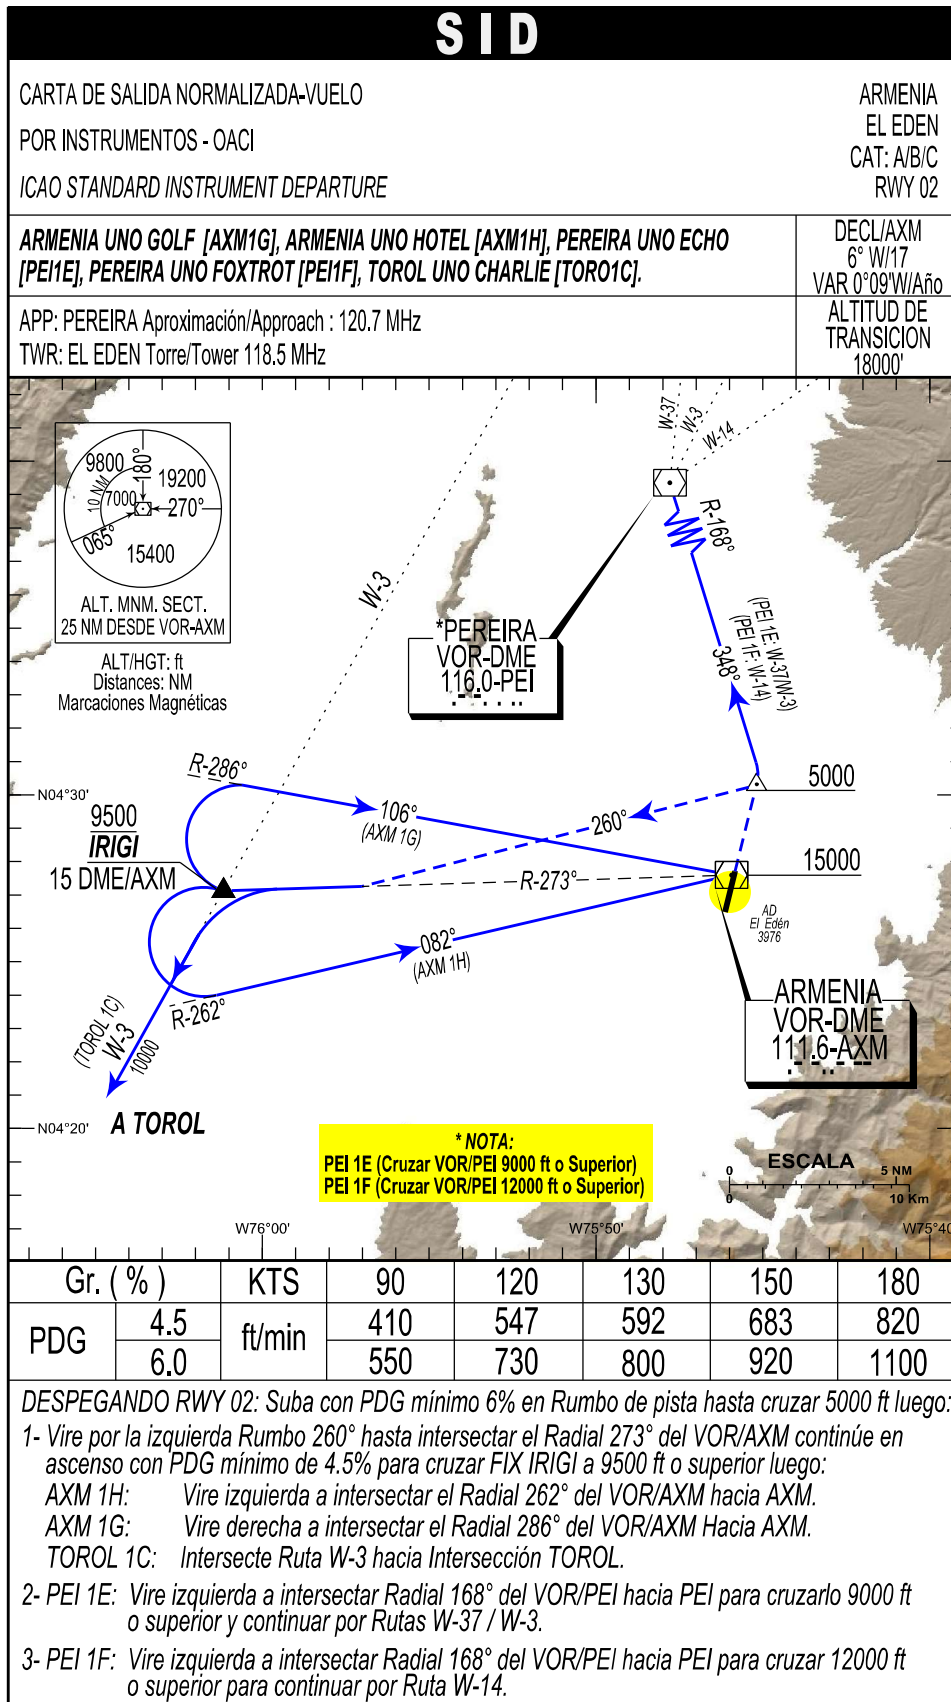 SID
CARTA DE SALIDA NORMALIZADA-VUELO
POR INSTRUMENTOS - OACI
ICAO STANDARD INSTRUMENT DEPARTURE
ARMENIA
EL EDEN
CAT: A/B/C
RWY 02
ARMENIA UNO GOLF [AXM1G], ARMENIA UNO HOTEL [AXM1H], PEREIRA UNO ECHO
[PEI1E], PEREIRA UNO FOXTROT [PEI1F], TOROL UNO CHARLIE [TORO1C].
DECL/AXM
6° W/17
VAR 0°09'W/Año
APP: PEREIRA Aproximación/Approach : 120.7 MHz
TWR: EL EDEN Torre/Tower 118.5 MHz
ALTITUD DE
TRANSICION
18000'
W-37
W-3
W-14
9800
180°
19200
10 NM
7000
270°
065°
15400
ALT. MNM. SECT.
25 NM DESDE VOR-AXM
ALT/HGT: ft
Distances: NM
Marcaciones Magnéticas
W-3
R-168°
*PEREIRA
VOR-DME
116.0-PEI
348°
(PEI 1E: W-37/W-3)
(PEI 1F: W-14)
R-286°
N04°30'
5000
9500
IRIGI
15 DME/AXM
106°
(AXM 1G)
260°
15000
R-273°
AD
El Edén
3976
082°
(AXM 1H)
R-262°
ARMENIA
VOR-DME
111.6-AXM
(TOROL 1C)
W-3
10000
N04°20'
A TOROL
* NOTA:
PEI 1E (Cruzar VOR/PEI 9000 ft o Superior)
PEI 1F (Cruzar VOR/PEI 12000 ft o Superior)
ESCALA
0 5 NM
0 10 Km
W76°00' W75°50' W75°40
Gr. ( % ) KTS 90 120 130 150 180
PDG 4.5 ft/min 410 547 592 683 820
6.0 550 730 800 920 1100
DESPEGANDO RWY 02: Suba con PDG mínimo 6% en Rumbo de pista hasta cruzar 5000 ft luego:
1- Vire por la izquierda Rumbo 260° hasta intersectar el Radial 273° del VOR/AXM continúe en
ascenso con PDG mínimo de 4.5% para cruzar FIX IRIGI a 9500 ft o superior luego:
AXM 1H: Vire izquierda a intersectar el Radial 262° del VOR/AXM hacia AXM.
AXM 1G: Vire derecha a intersectar el Radial 286° del VOR/AXM Hacia AXM.
TOROL 1C: Intersecte Ruta W-3 hacia Intersección TOROL.
2- PEI 1E: Vire izquierda a intersectar Radial 168° del VOR/PEI hacia PEI para cruzarlo 9000 ft
o superior y continuar por Rutas W-37 / W-3.
3- PEI 1F: Vire izquierda a intersectar Radial 168° del VOR/PEI hacia PEI para cruzar 12000 ft
o superior para continuar por Ruta W-14.